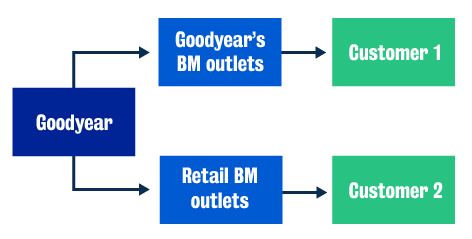 Goodyear's
BM outlets
Customer 1
Goodyear
Retail BM
outlets
Customer 2